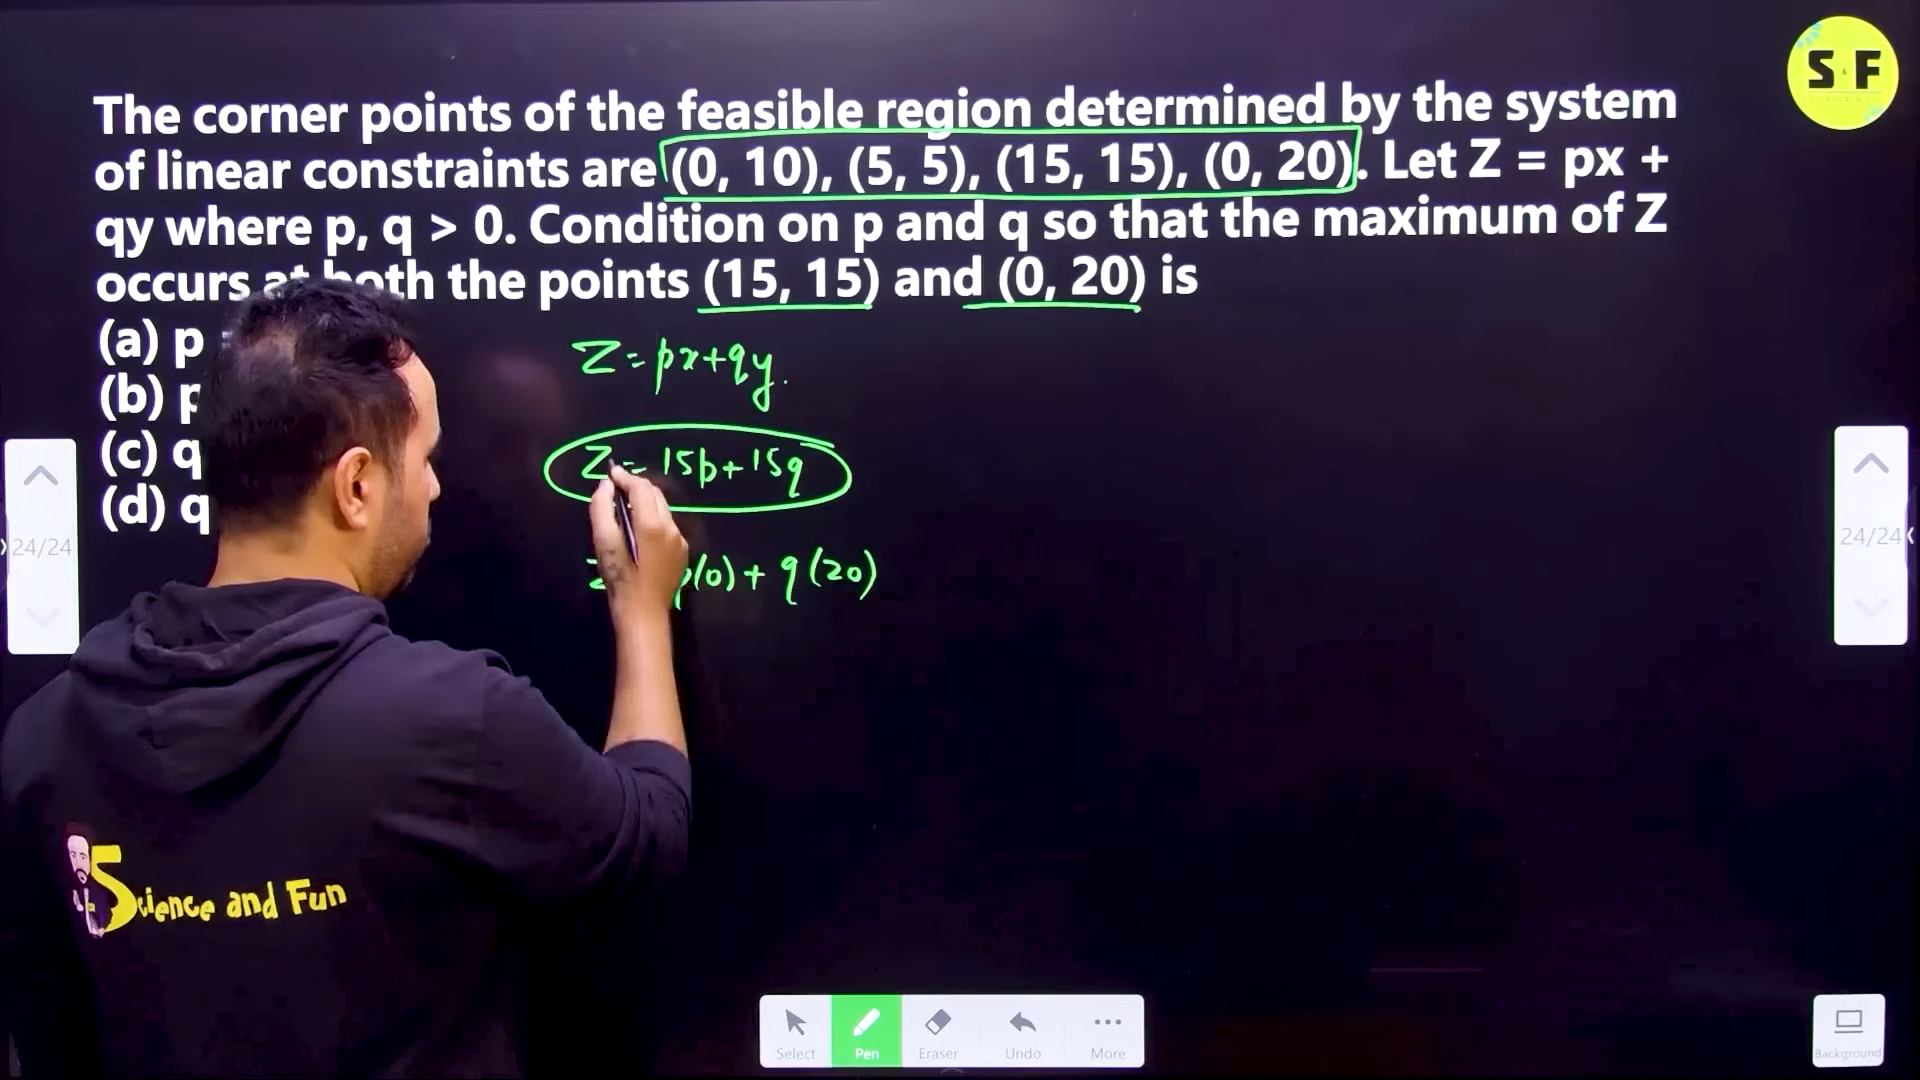 The corner points of the feasible region determined by the system
of linear constraints are (0, 10), (5, 5), (15, 15), (0, 20). Let Z = px +
qy where p, q > 0. Condition on p and q so that the maximum of Z
occurs at both the points (15, 15) and (0, 20) is
(a) p
(b) p
(c) q
(d) q
Z = px + qy.
Z = 15p + 15q
p(0) + q(20)
S F
24/24
24/24
Science and Fun
Select
Pen
Eraser
Undo
More
Background